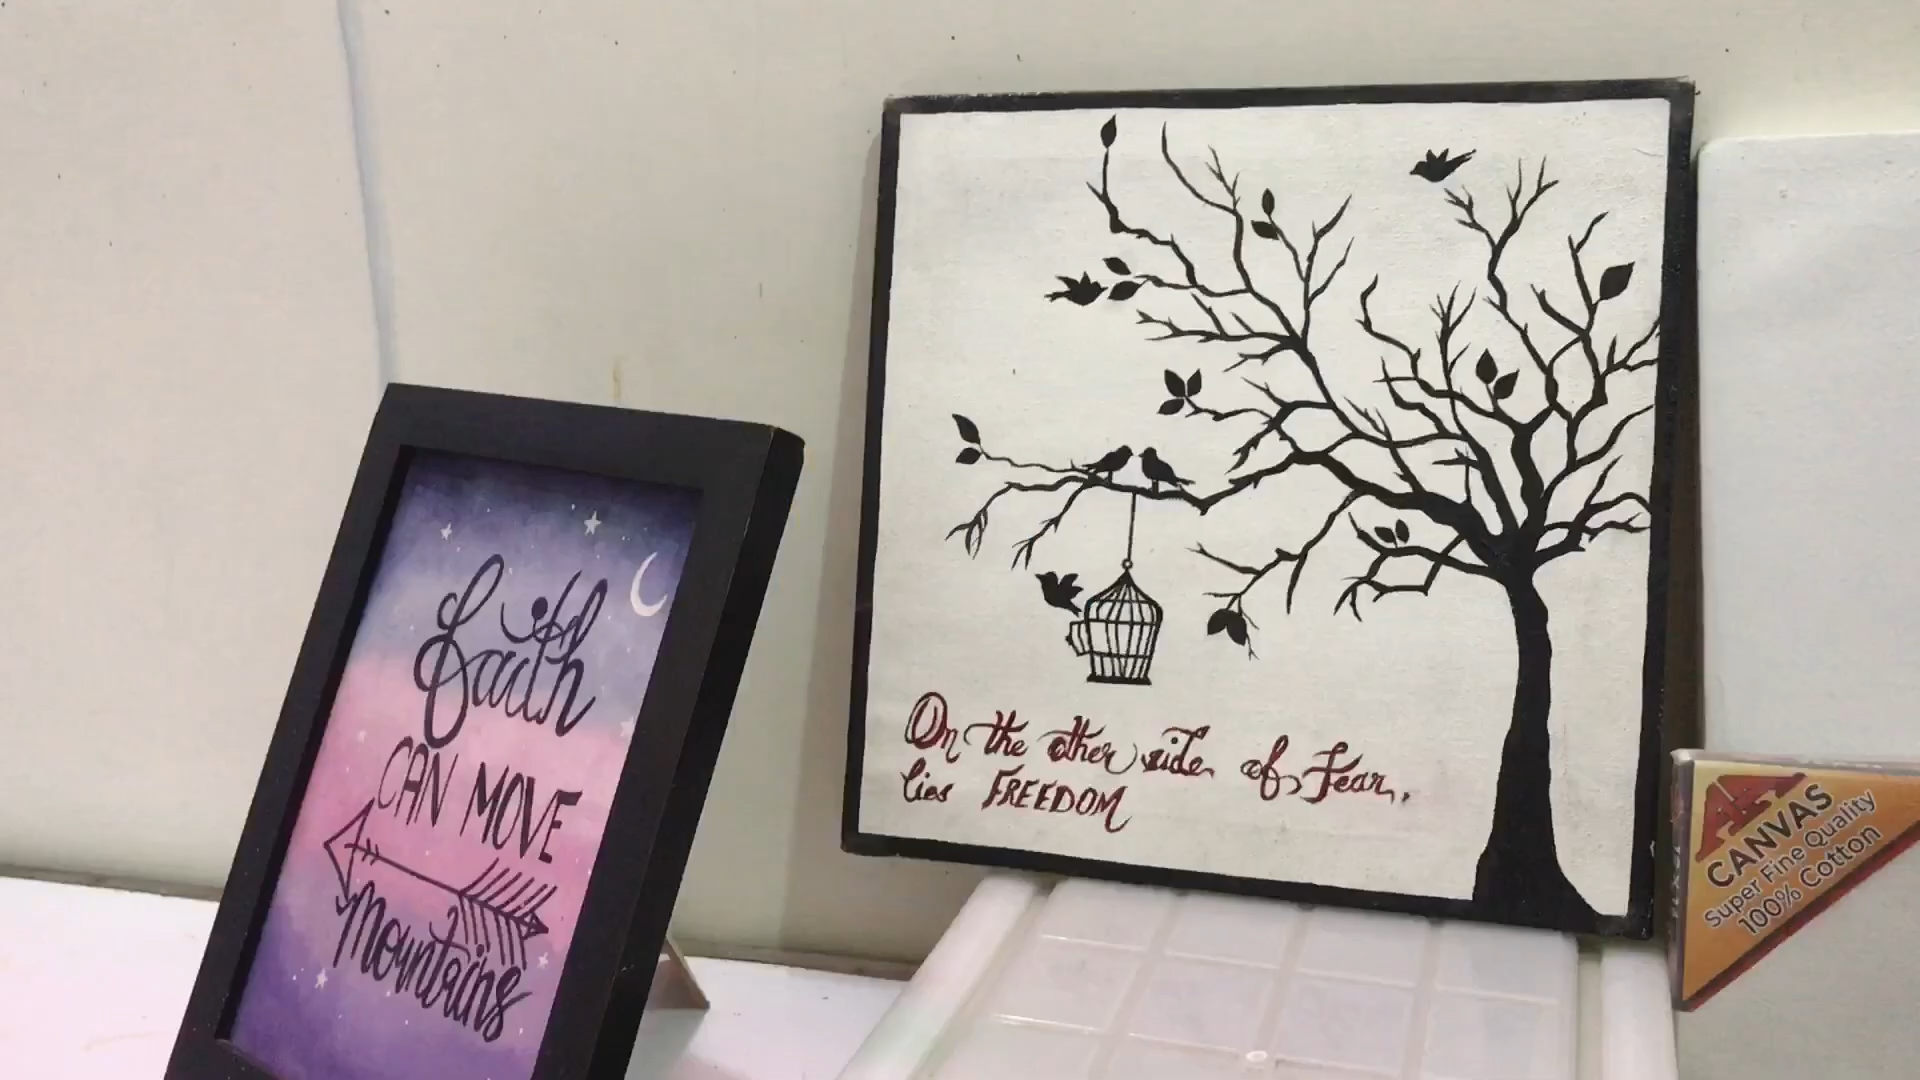 Faith
CAN MOVE
Mountains
On the other side of Fear,
lies FREEDOM
CANVAS
Super Fine Quality
100% Cotton